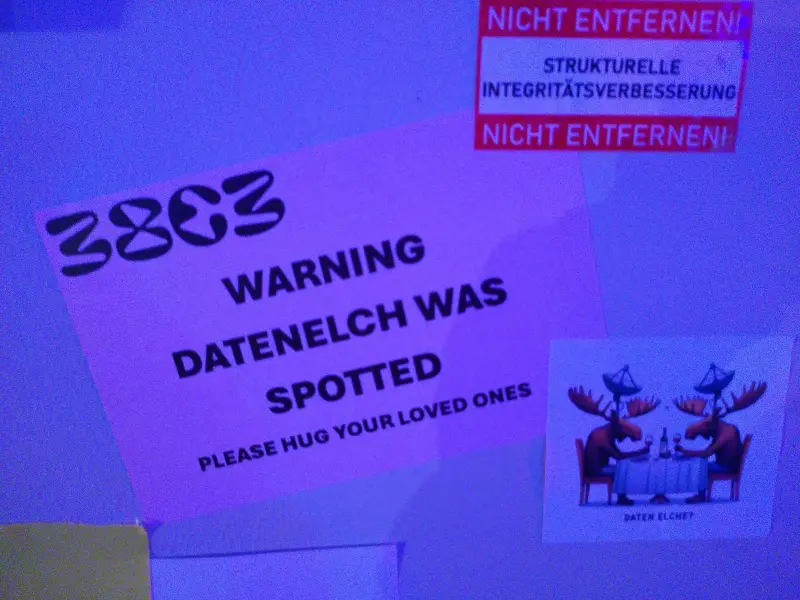 NICHT ENTFERNEN!
STRUKTURELLE
INTEGRITÄTSVERBESSERUNG
NICHT ENTFERNEN!
38C3
WARNING
DATENELCH WAS
SPOTTED
PLEASE HUG YOUR LOVED ONES
DATEN ELCHE?